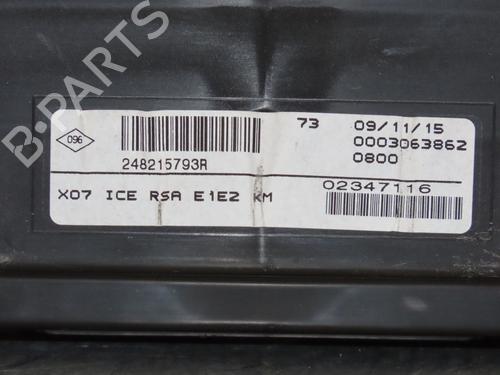 B-PARTS
096
73 09/11/15
0003063862
248215793R 0800
X07 ICE RSA E1E2 KM 02347116